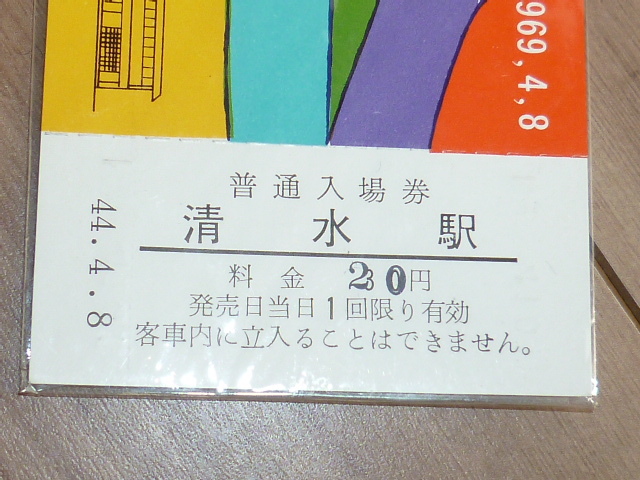 969,4,8
普通入場券
清水駅
44.4.8
料金 20円
発売日当日1回限り有効
客車内に立入ることはできません。